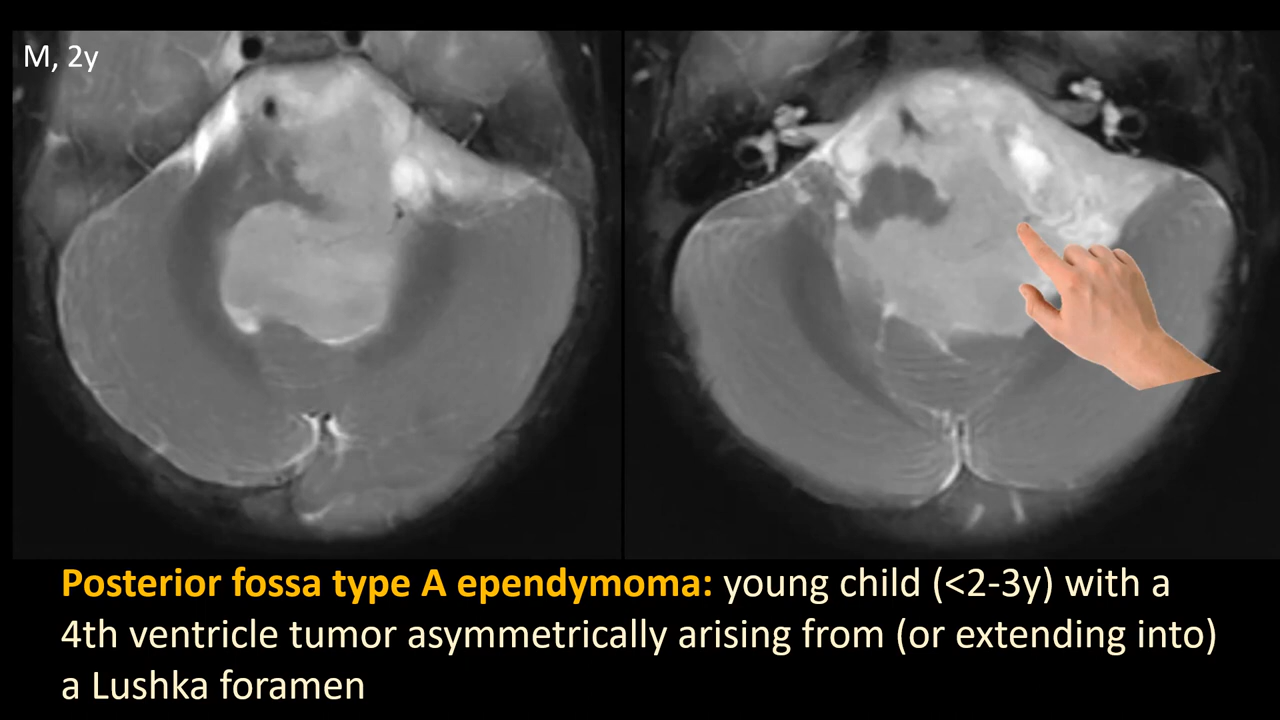 M, 2y
Posterior fossa type A ependymoma: young child (<2-3y) with a
4th ventricle tumor asymmetrically arising from (or extending into)
a Lushka foramen